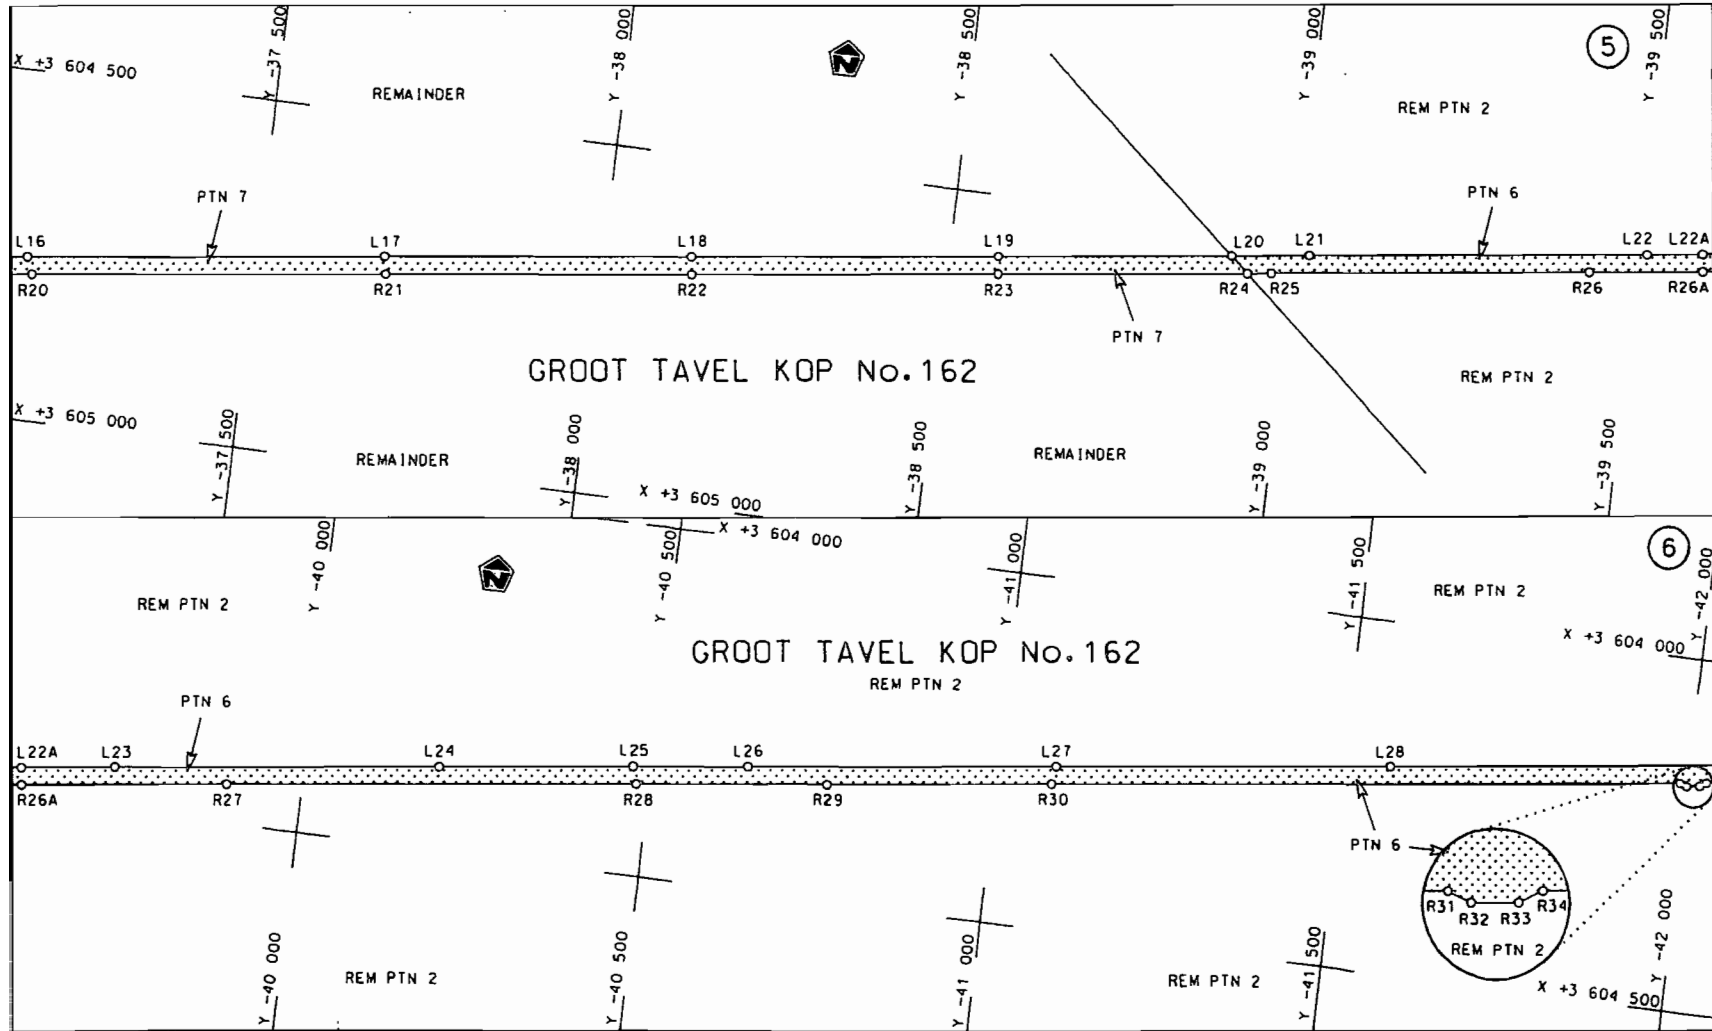 Y -37 500
Y -38 000
Y -38 500
Y -39 000
Y -39 500
5
X +3 604 500
N
REMAINDER
REM PTN 2
PTN 7
PTN 6
L16
L17
L18
L19
L20
L21
L22
L22A
R20
R21
R22
R23
R24
R25
R26
R26A
PTN 7
GROOT TAVEL KOP No.162
REM PTN 2
X +3 605 000
Y -37 500
REMAINDER
Y -38 000
X +3 605 000
Y -38 500
REMAINDER
Y -39 000
Y -39 500
Y -40 000
Y -40 500
X +3 604 000
Y -41 000
Y -41 500
6
Y -42 000
N
REM PTN 2
REM PTN 2
X +3 604 000
GROOT TAVEL KOP No.162
REM PTN 2
PTN 6
L22A
L23
L24
L25
L26
L27
L28
R26A
R27
R28
R29
R30
PTN 6
R31
R32
R33
R34
REM PTN 2
Y -40 000
REM PTN 2
Y -40 500
Y -41 000
REM PTN 2
Y -41 500
X +3 604 500
Y -42 000